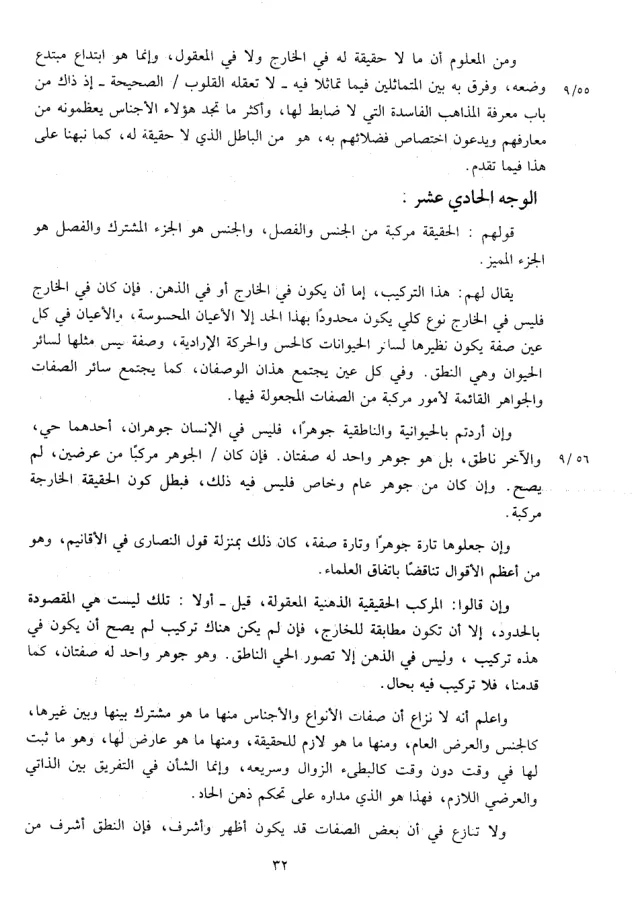 ومن المعلوم أن ما لا حقيقة له في الخارج ولا في المعقول، وإنما هو ابتداع مبتدع
٩/٥٥ وضعه، وفرق به بين المتماثلين فيما تماثلا فيه ـ لا تعقله القلوب / الصحيحة ـ إذ ذاك من
باب معرفة المذاهب الفاسدة التي لا ضابط لها، وأكثر ما تجد هؤلاء الأجناس يعظمونه من
معارفهم ويدعون اختصاص فضلائهم به، هو من الباطل الذي لا حقيقة له، كما نبهنا على
هذا فيما تقدم.
الوجه الحادي عشر :
قولهم : الحقيقة مركبة من الجنس والفصل، والجنس هو الجزء المشترك والفصل هو
الجزء المميز.
يقال لهم: هذا التركيب، إما أن يكون في الخارج أو في الذهن. فإن كان في الخارج
فليس في الخارج نوع كلي يكون محدودًا بهذا الحد إلا الأعيان المحسوسة، والأعيان في كل
عين صفة يكون نظيرها لسائر الحيوانات كالحس والحركة الإرادية، وصفة ليس مثلها لسائر
الحيوان وهي النطق. وفي كل عين يجتمع هذان الوصفان، كما يجتمع سائر الصفات
والجواهر القائمة لأمور مركبة من الصفات المجعولة فيها.
وإن أردتم بالحيوانية والناطقية جوهرًا، فليس في الإنسان جوهران، أحدهما حي،
٩/٥٦ والآخر ناطق، بل هو جوهر واحد له صفتان. فإن كان / الجوهر مركبًا من عرضين، لم
يصح. وإن كان من جوهر عام وخاص فليس فيه ذلك، فبطل كون الحقيقة الخارجة
مركبة.
وإن جعلوها تارة جوهرًا وتارة صفة، كان ذلك بمنزلة قول النصارى في الأقانيم، وهو
من أعظم الأقوال تناقضًا باتفاق العلماء.
وإن قالوا: المركب الحقيقية الذهنية المعقولة، قيل ـ أولا : تلك ليست هي المقصودة
بالحدود، إلا أن تكون مطابقة للخارج، فإن لم يكن هناك تركيب لم يصح أن يكون في
هذه تركيب ، وليس في الذهن إلا تصور الحي الناطق. وهو جوهر واحد له صفتان، كما
قدمنا، فلا تركيب فيه بحال.
واعلم أنه لا نزاع أن صفات الأنواع والأجناس منها ما هو مشترك بينها وبين غيرها،
كالجنس والعرض العام، ومنها ما هو لازم للحقيقة، ومنها ما هو عارض لها، وهو ما ثبت
لها في وقت دون وقت كالبطىء الزوال وسريعه، وإنما الشأن في التفريق بين الذاتي
والعرضي اللازم، فهذا هو الذي مداره على تحكم ذهن الحاد.
ولا تنازع في أن بعض الصفات قد يكون أظهر وأشرف، فإن النطق أشرف من
٣٢